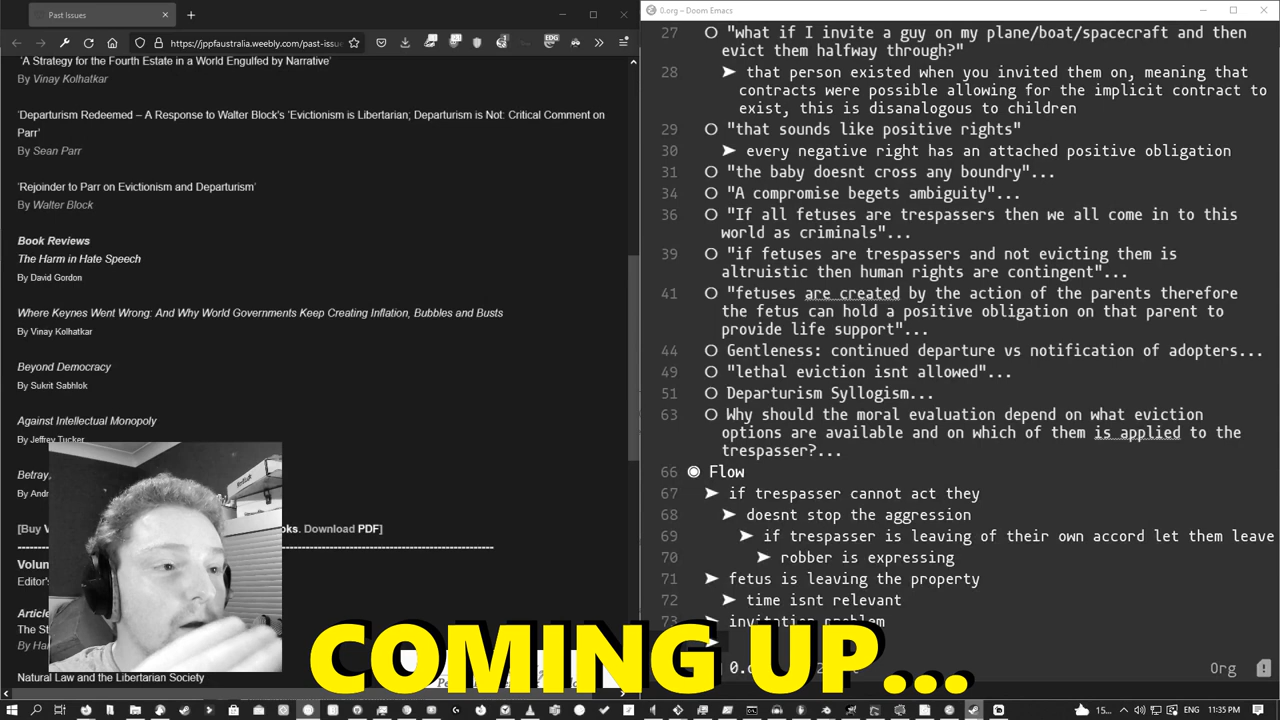 Past Issues
https://jppfaustralia.weebly.com/past-issu
'A Strategy for the Fourth Estate in a World Engulfed by Narrative'
By Vinay Kolhatkar
'Departurism Redeemed – A Response to Walter Block's 'Evictionism is Libertarian; Departurism is Not: Critical Comment on
Parr'
By Sean Parr
'Rejoinder to Parr on Evictionism and Departurism'
By Walter Block
Book Reviews
The Harm in Hate Speech
By David Gordon
Where Keynes Went Wrong: And Why World Governments Keep Creating Inflation, Bubbles and Busts
By Vinay Kolhatkar
Beyond Democracy
By Sukrit Sabhlok
Against Intellectual Monopoly
By Jeffrey Tucker
Betray
By Andr
[Buy
oks. Download PDF]
Volum
Editor's
Article
The St
By Ha
Natural Law and the Libertarian Society
0.org – Doom Emacs
27 "what if I invite a guy on my plane/boat/spacecraft and then
evict them halfway through?"
28 that person existed when you invited them on, meaning that
contracts were possible allowing for the implicit contract to
exist, this is disanalogous to children
29 "that sounds like positive rights"
30 every negative right has an attached positive obligation
31 "the baby doesnt cross any boundry"...
34 "A compromise begets ambiguity"...
36 "If all fetuses are trespassers then we all come in to this
world as criminals"...
39 "if fetuses are trespassers and not evicting them is
altruistic then human rights are contingent"...
41 "fetuses are created by the action of the parents therefore
the fetus can hold a positive obligation on that parent to
provide life support"...
44 Gentleness: continued departure vs notification of adopters...
49 "lethal eviction isnt allowed"...
51 Departurism Syllogism...
63 Why should the moral evaluation depend on what eviction
options are available and on which of them is applied to the
trespasser?...
66 Flow
67 if trespasser cannot act they
68 doesnt stop the aggression
69 if trespasser is leaving of their own accord let them leave
70 robber is expressing
71 fetus is leaving the property
72 time isnt relevant
73 invitation problem
Org
COMING UP...
15...
ENG
11:35 PM